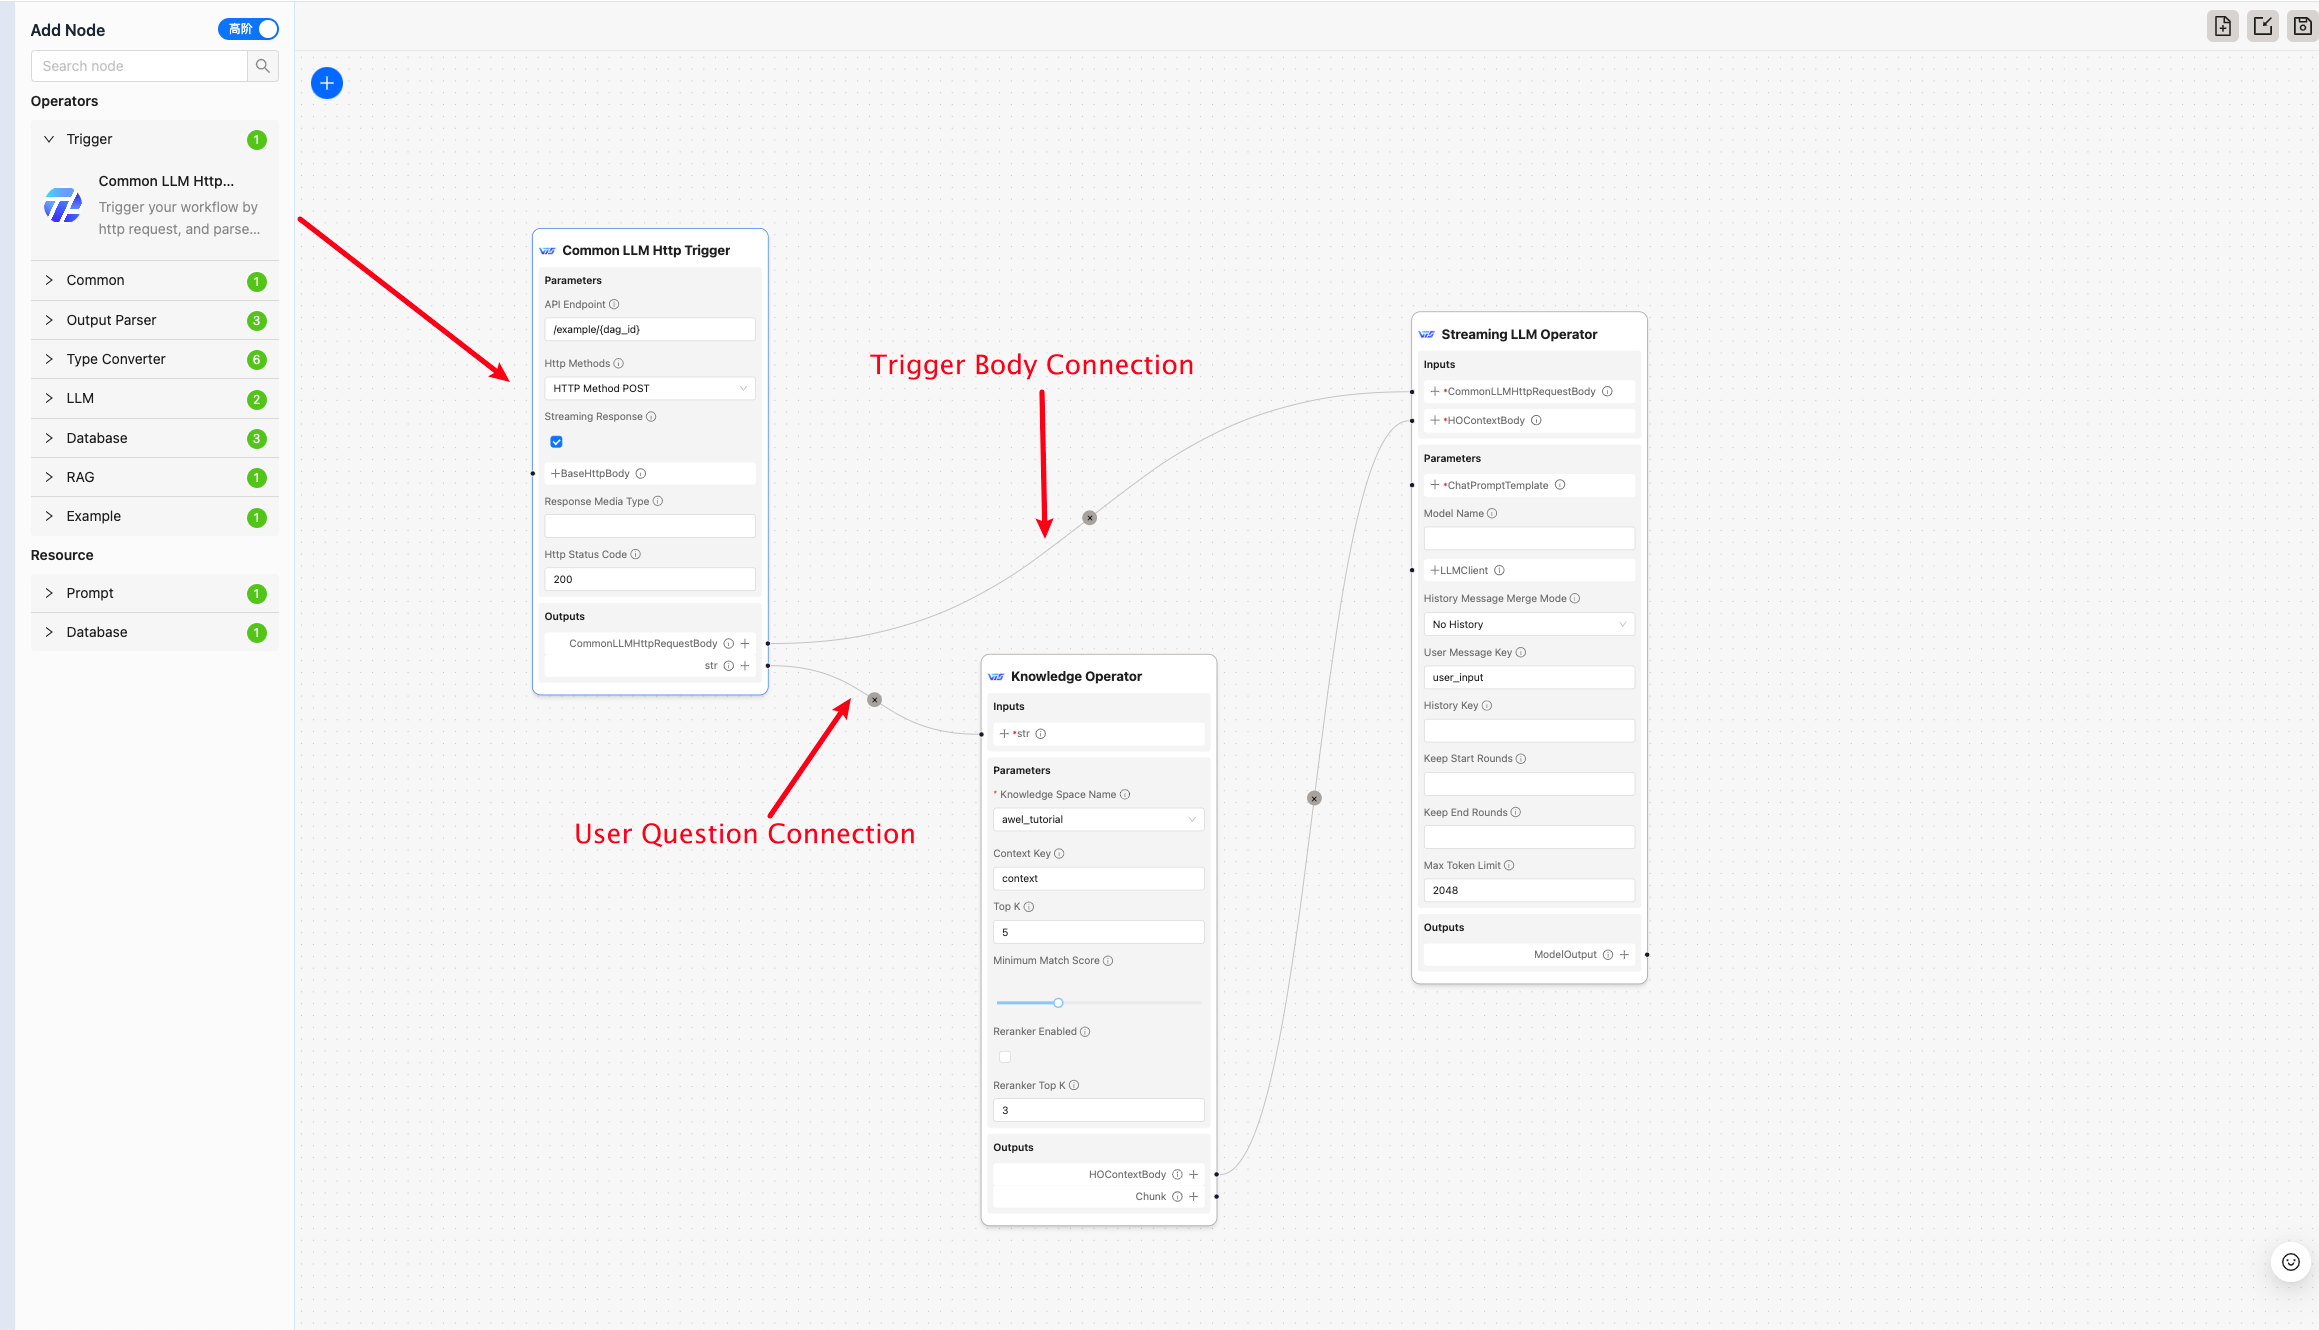 Add Node
高阶
Search node
Operators
Trigger
1
Common LLM Http...
Trigger your workflow by
http request, and parse...
Common
1
Output Parser
3
Type Converter
6
LLM
2
Database
3
RAG
1
Example
1
Resource
Prompt
1
Database
1
Common LLM Http Trigger
Parameters
API Endpoint
/example/{dag_id}
Http Methods
HTTP Method POST
Streaming Response
+BaseHttpBody
Response Media Type
Http Status Code
200
Outputs
CommonLLMHttpRequestBody +
str +
Trigger Body Connection
User Question Connection
Knowledge Operator
Inputs
+ *str
Parameters
* Knowledge Space Name
awel_tutorial
Context Key
context
Top K
5
Minimum Match Score
Reranker Enabled
Reranker Top K
3
Outputs
HOContextBody +
Chunk +
Streaming LLM Operator
Inputs
+ *CommonLLMHttpRequestBody
+ *HOContextBody
Parameters
+ *ChatPromptTemplate
Model Name
+LLMClient
History Message Merge Mode
No History
User Message Key
user_input
History Key
Keep Start Rounds
Keep End Rounds
Max Token Limit
2048
Outputs
ModelOutput +